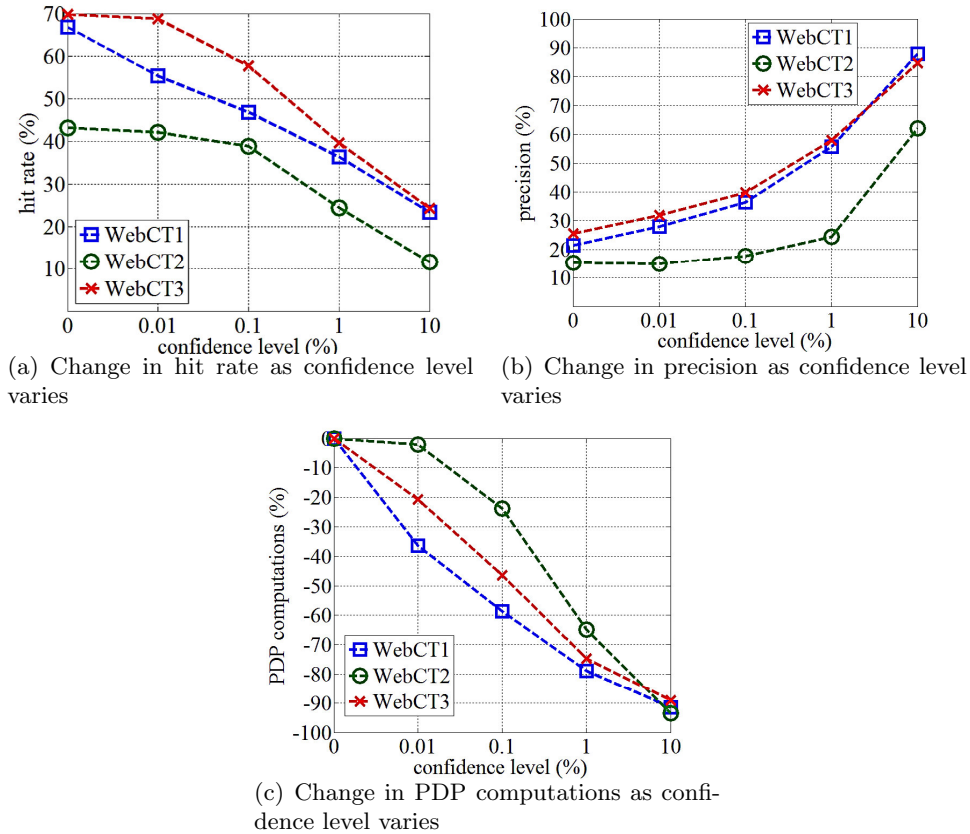 70
60
50
40
30
20
10
hit rate (%)
WebCT1
WebCT2
WebCT3
0 0.01 0.1 1 10
confidence level (%)
(a) Change in hit rate as confidence level
varies
100
90
80
70
60
50
40
30
20
10
precision (%)
WebCT1
WebCT2
WebCT3
0 0.01 0.1 1 10
confidence level (%)
(b) Change in precision as confidence level
varies
0
-10
-20
-30
-40
-50
-60
-70
-80
-90
-100
PDP computations (%)
WebCT1
WebCT2
WebCT3
0 0.01 0.1 1 10
confidence level (%)
(c) Change in PDP computations as confi-
dence level varies